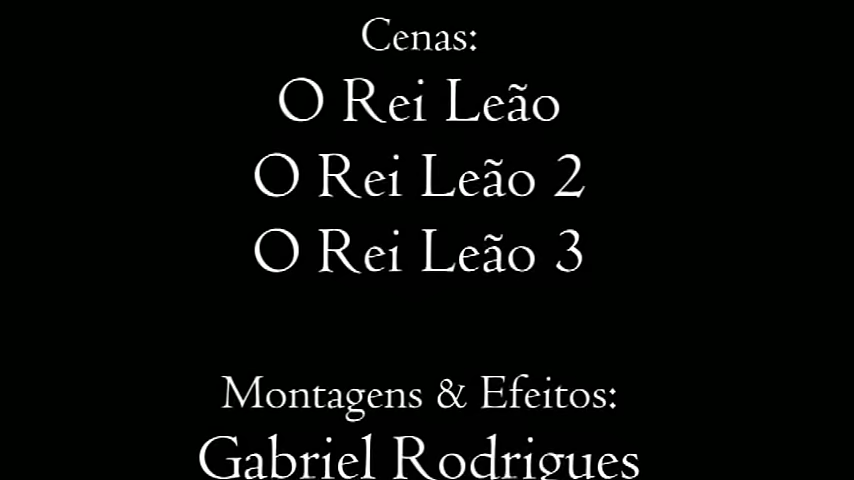 Cenas:
O Rei Leão
O Rei Leão 2
O Rei Leão 3
Montagens & Efeitos:
Gabriel Rodrigues